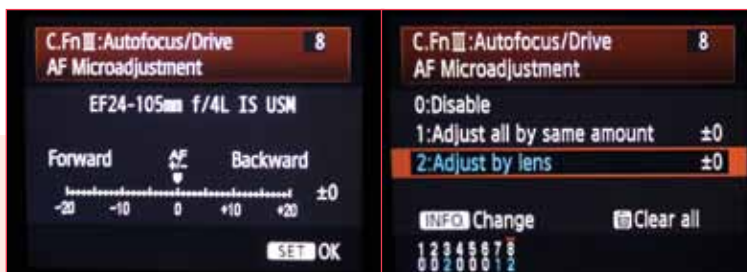 C.Fn III:Autofocus/Drive 8
AF Microadjustment
EF24-105mm f/4L IS USM
Forward AF Backward
-20 -10 0 +10 +20 ±0
SET OK
C.Fn III:Autofocus/Drive 8
AF Microadjustment
0:Disable
1:Adjust all by same amount ±0
2:Adjust by lens ±0
INFO. Change Clear all
1 2 3 4 5 6 7 8
0 0 2 0 0 0 1 2